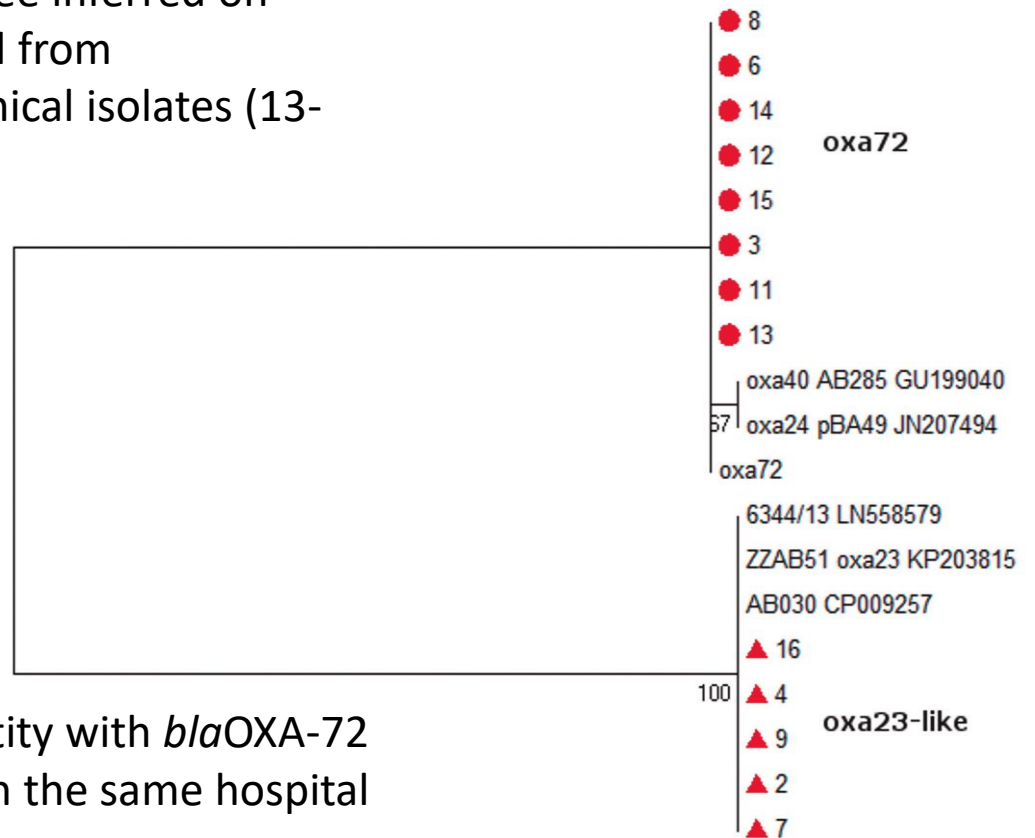 ee inferred on
from
nical isolates (13-
8
6
14
12
oxa72
15
3
11
13
oxa40 AB285 GU199040
67
oxa24 pBA49 JN207494
oxa72
6344/13 LN558579
ZZAB51 oxa23 KP203815
AB030 CP009257
16
100
4
9
oxa23-like
2
7
tity with blaOXA-72
the same hospital